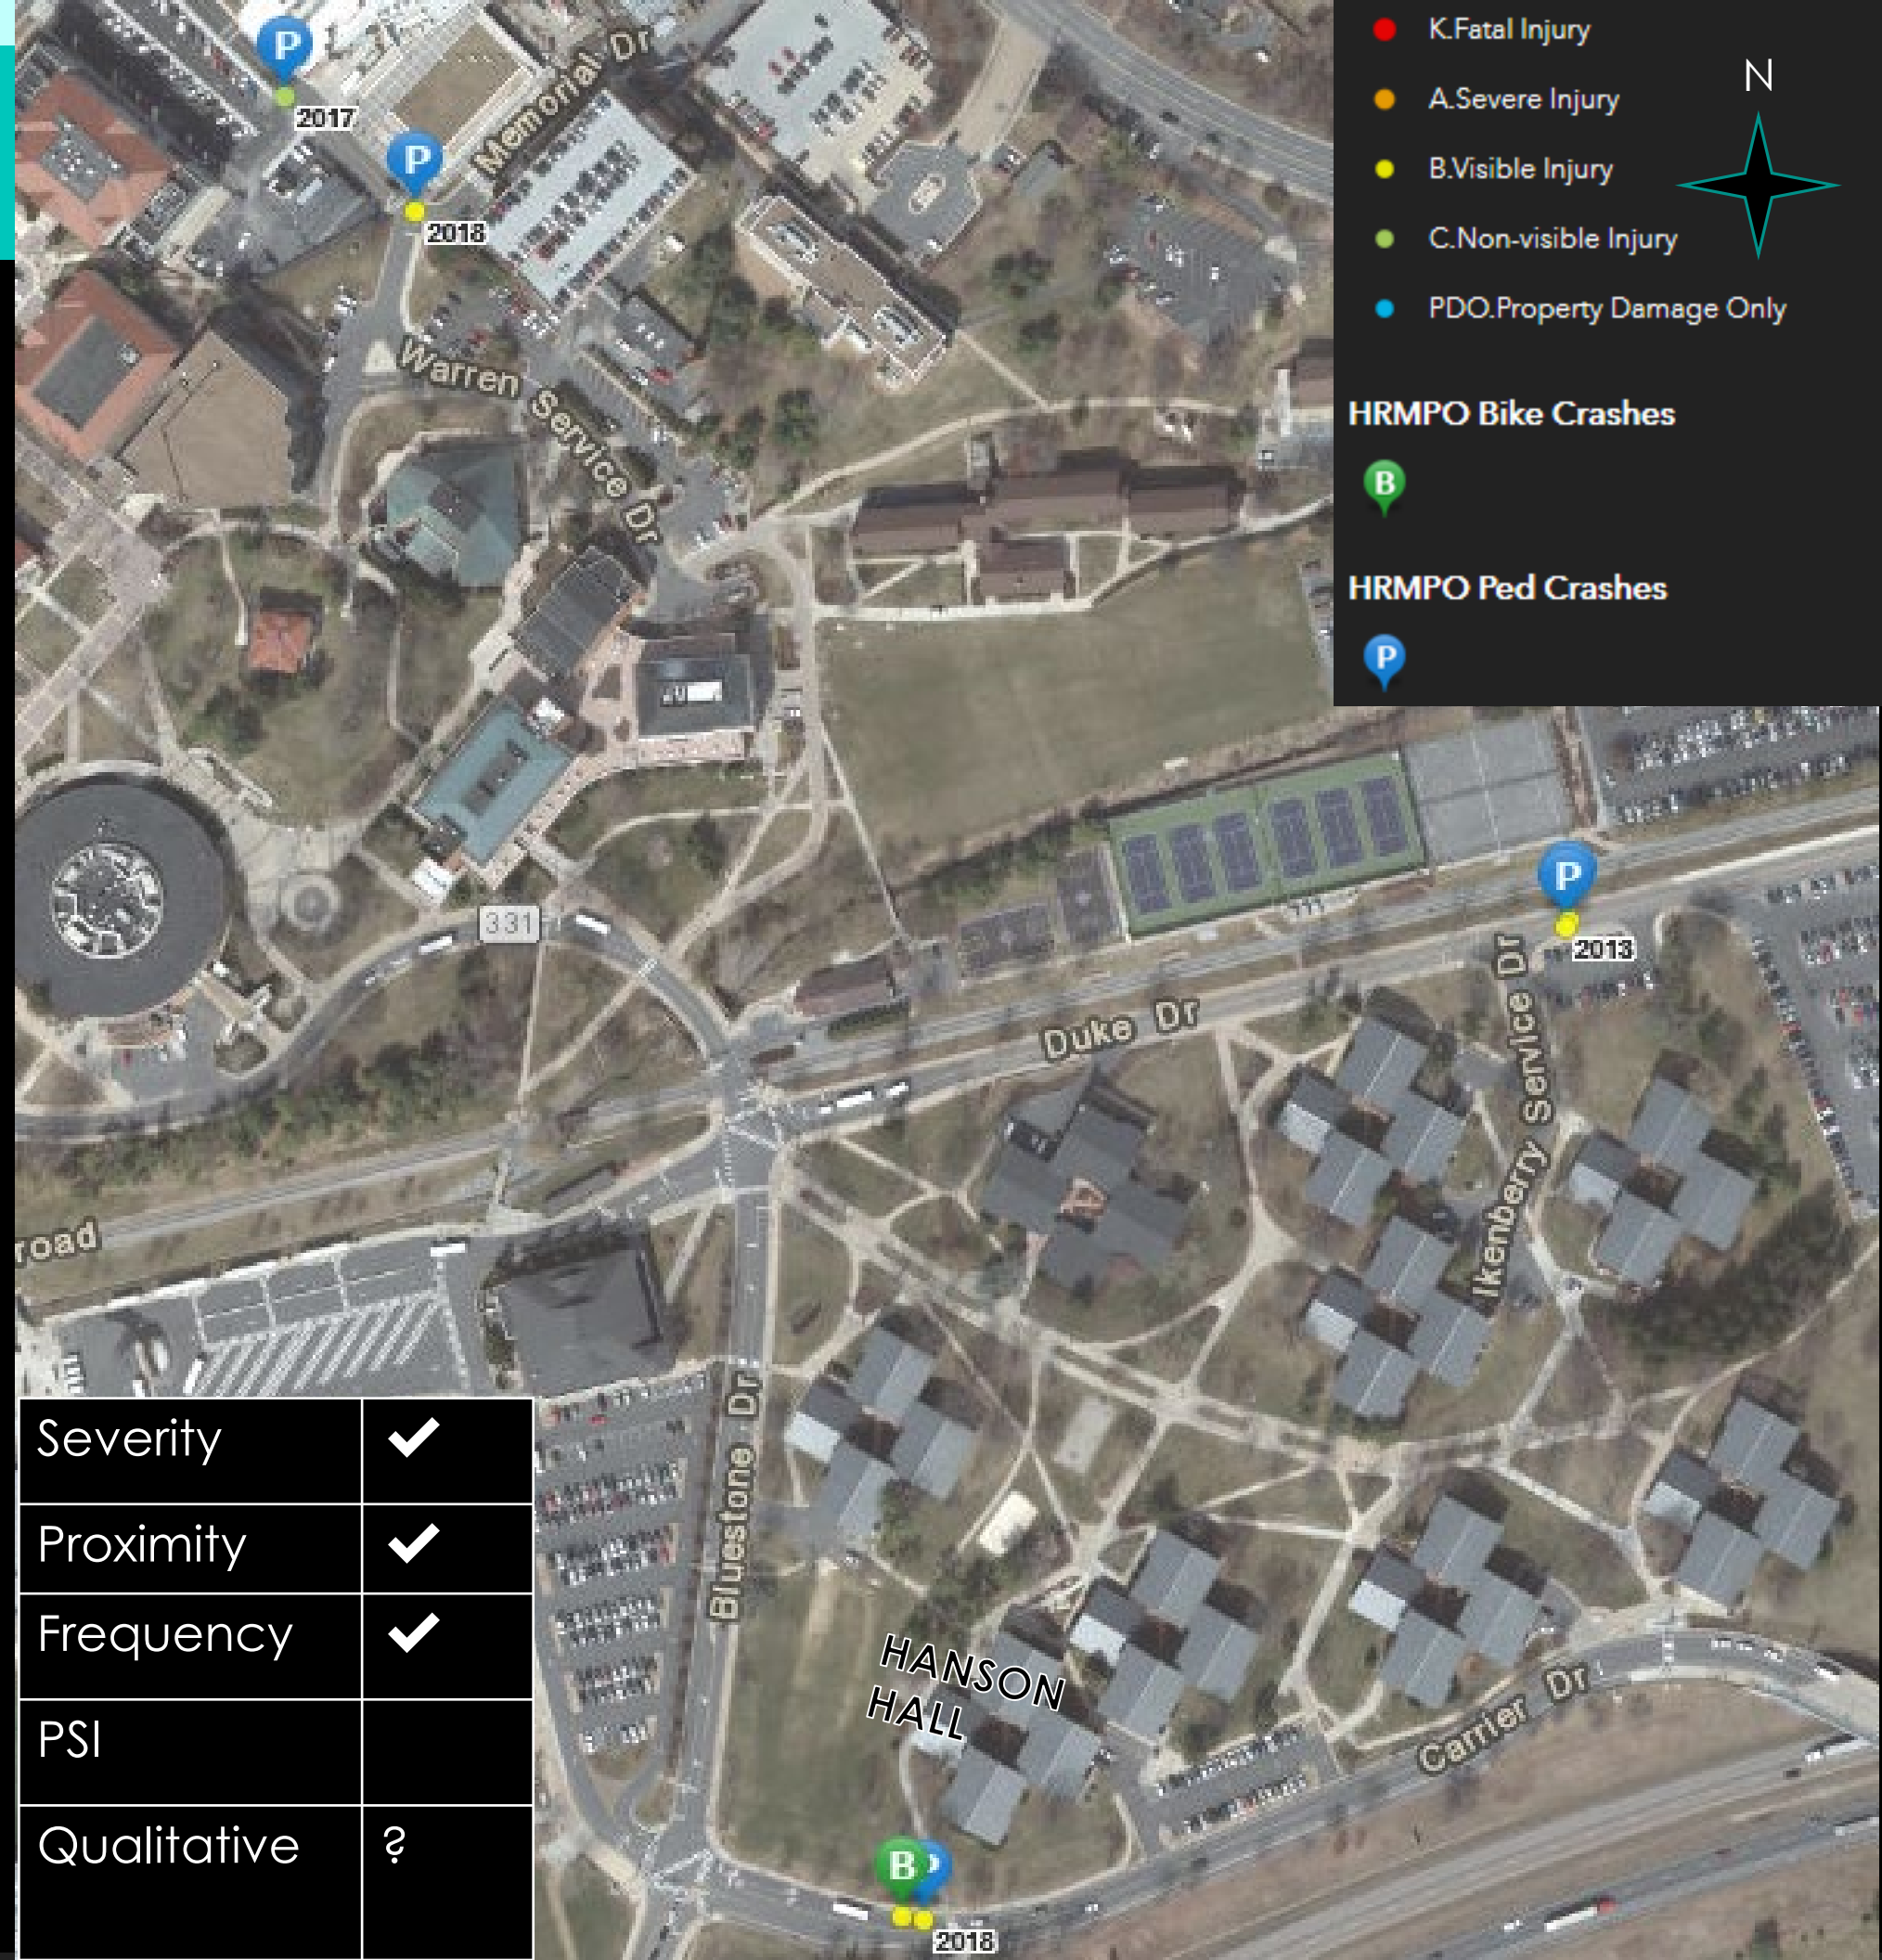 K.Fatal Injury
A.Severe Injury
B.Visible Injury
C.Non-visible Injury
PDO.Property Damage Only
HRMPO Bike Crashes
B
HRMPO Ped Crashes
P
N
P
2017
P
2018
Memorial Dr
Warren Service Dr
331
P
2013
Duke Dr
Ikenberry Service Dr
road
Bluestone Dr
HANSON
HALL
Carrier Dr
B
P
2018
Severity ✓
Proximity ✓
Frequency ✓
PSI
Qualitative ?